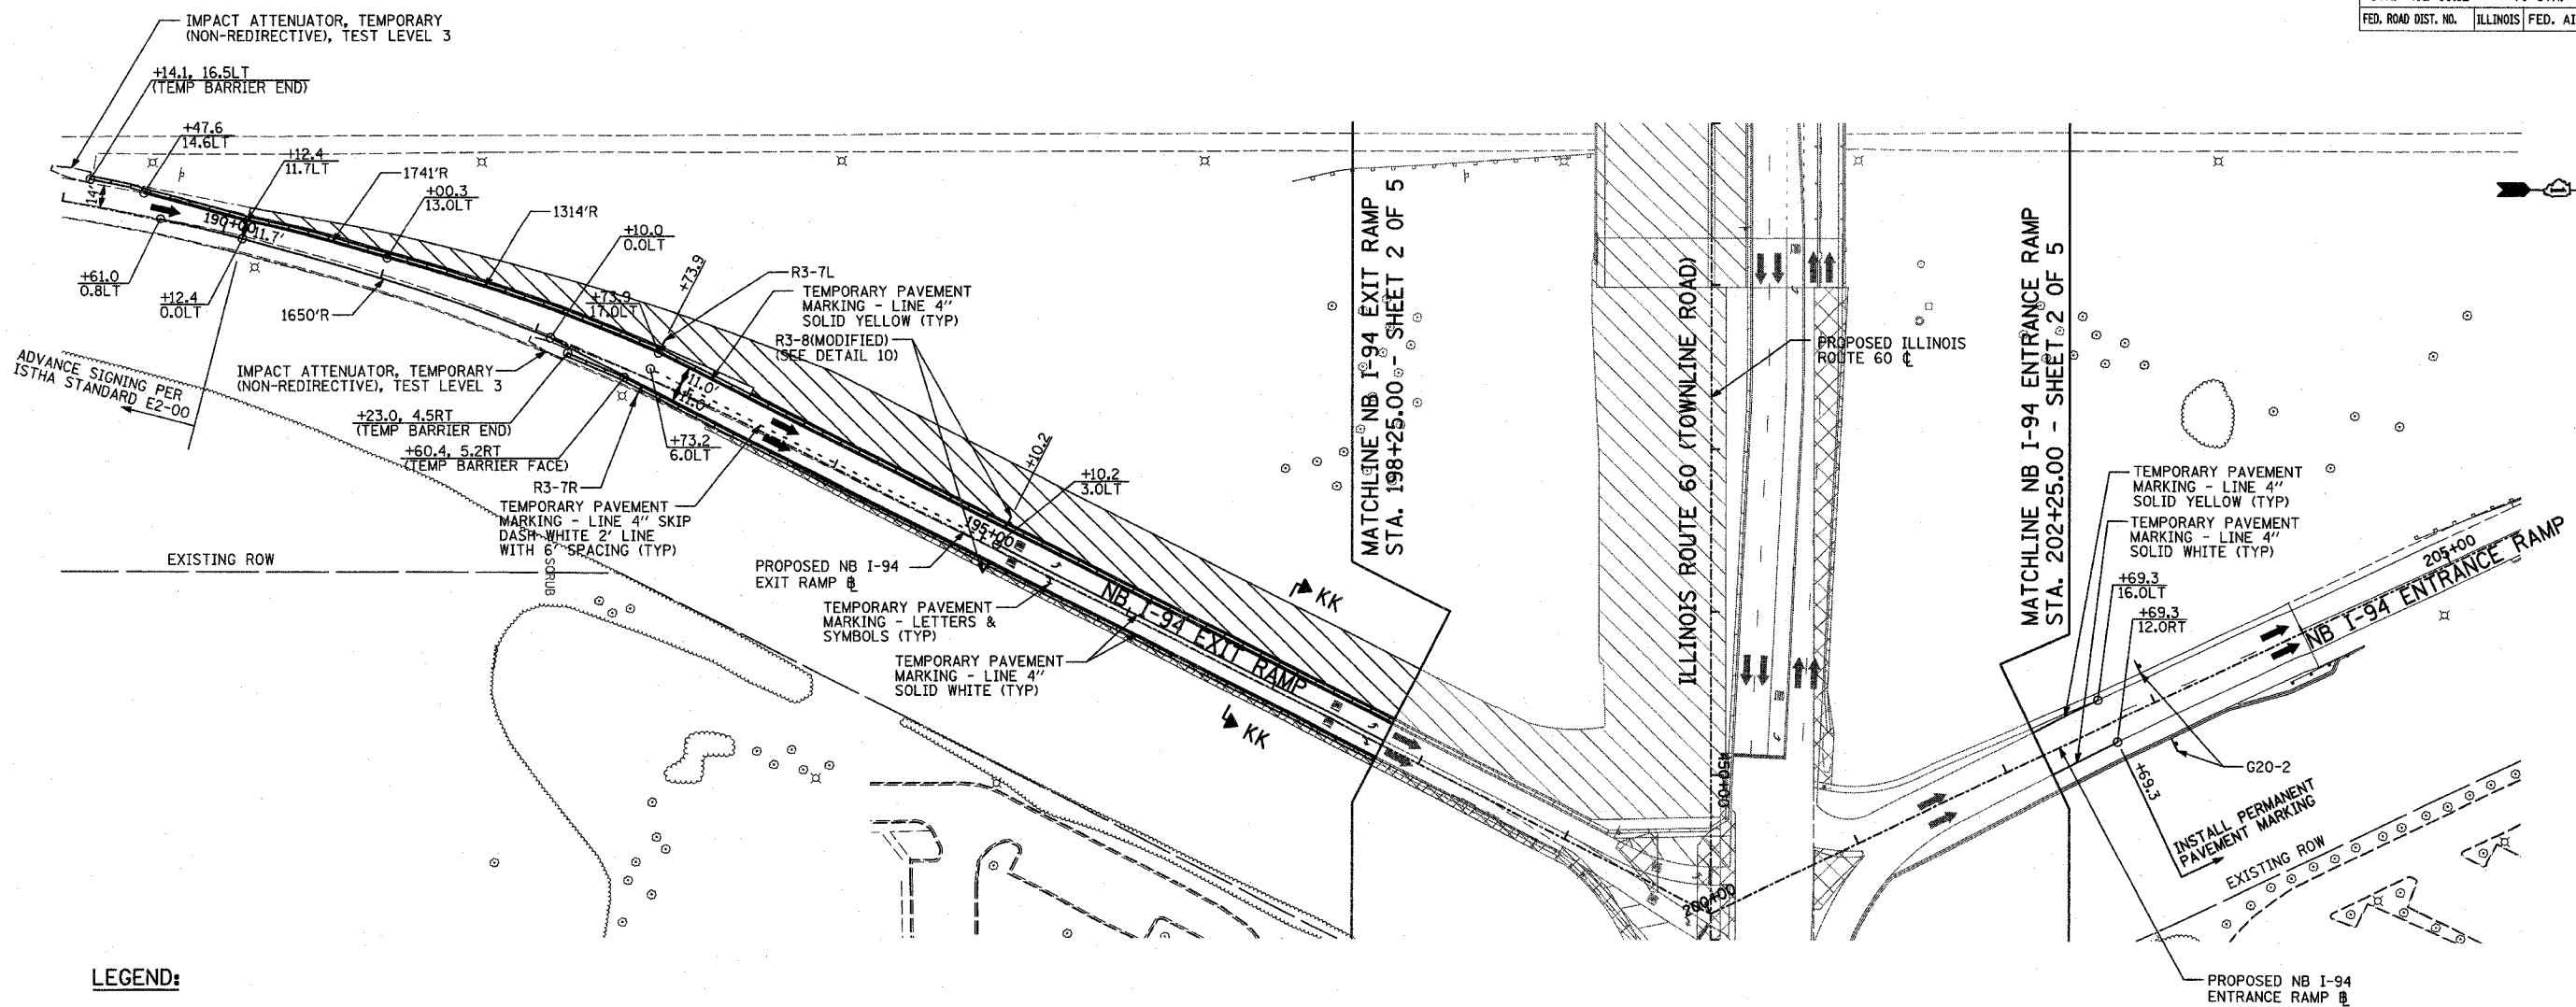 FED. ROAD DIST. NO. ILLINOIS FED. AI
IMPACT ATTENUATOR, TEMPORARY
(NON-REDIRECTIVE), TEST LEVEL 3
+14.1, 16.5LT
(TEMP BARRIER END)
+47.6
14.6LT
+12.4
11.7LT
1741'R
+00.3
13.0LT
1314'R
14'
190+00
11.7'
+61.0
0.8LT
+12.4
0.0LT
1650'R
+10.0
0.0LT
+73.9
17.0LT
+73.9
R3-7L
TEMPORARY PAVEMENT
MARKING - LINE 4"
SOLID YELLOW (TYP)
R3-8(MODIFIED)
(SEE DETAIL 10)
ADVANCE SIGNING PER
ISTHA STANDARD E2-00
IMPACT ATTENUATOR, TEMPORARY
(NON-REDIRECTIVE), TEST LEVEL 3
+23.0, 4.5RT
(TEMP BARRIER END)
+60.4, 5.2RT
(TEMP BARRIER FACE)
R3-7R
11.0'
11.0'
+73.2
6.0LT
+10.2
+10.2
3.0LT
TEMPORARY PAVEMENT
MARKING - LINE 4" SKIP
DASH WHITE 2' LINE
WITH 6' SPACING (TYP)
EXISTING ROW
SCRUB
195+00
PROPOSED NB I-94
EXIT RAMP ℄
TEMPORARY PAVEMENT
MARKING - LETTERS &
SYMBOLS (TYP)
TEMPORARY PAVEMENT
MARKING - LINE 4"
SOLID WHITE (TYP)
NB I-94 EXIT RAMP
KK
KK
MATCHLINE NB I-94 EXIT RAMP
STA. 198+25.00 - SHEET 2 OF 5
ILLINOIS ROUTE 60 (TOWNLINE ROAD)
PROPOSED ILLINOIS
ROUTE 60 ℄
450+00
200+00
MATCHLINE NB I-94 ENTRANCE RAMP
STA. 202+25.00 - SHEET 2 OF 5
TEMPORARY PAVEMENT
MARKING - LINE 4"
SOLID YELLOW (TYP)
TEMPORARY PAVEMENT
MARKING - LINE 4"
SOLID WHITE (TYP)
+69.3
16.0LT
+69.3
12.0RT
205+00
NB I-94 ENTRANCE RAMP
G20-2
+69.3
INSTALL PERMANENT
PAVEMENT MARKING
EXISTING ROW
PROPOSED NB I-94
ENTRANCE RAMP ℄
LEGEND: